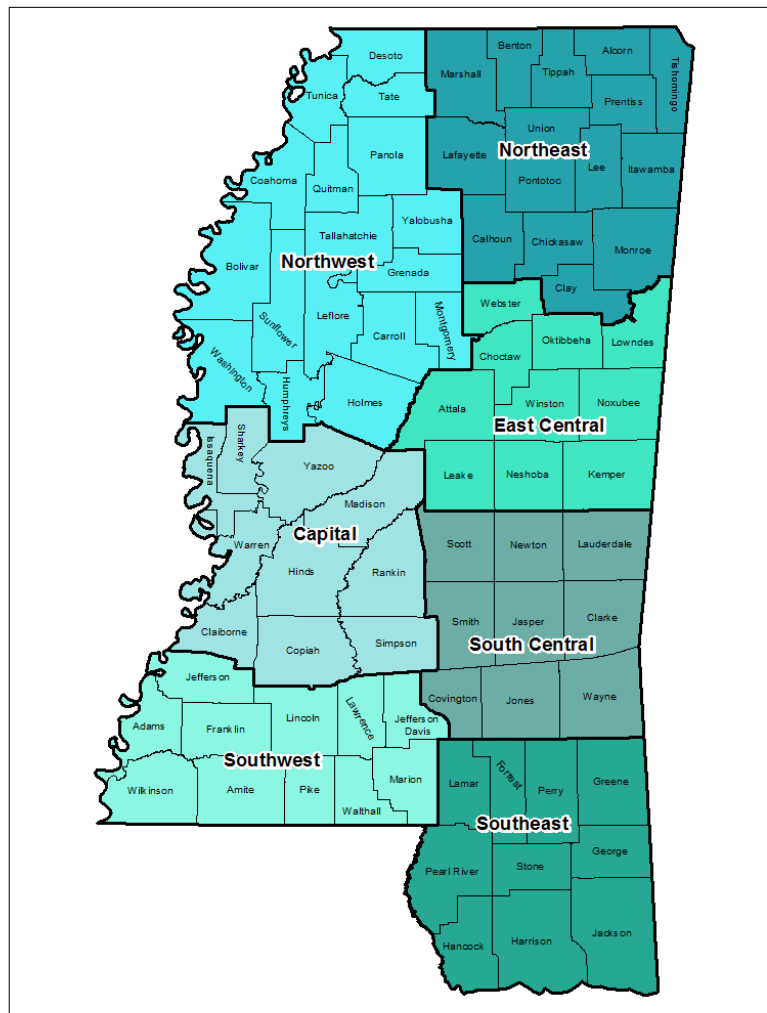 Desoto
Benton
Alcorn
Marshall
Tippah
Tishomingo
Tunica
Tate
Prentiss
Union
Northeast
Lafayette
Panola
Lee
Itawamba
Coahoma
Quitman
Pontotoc
Yalobusha
Tallahatchie
Calhoun
Chickasaw
Monroe
Northwest
Bolivar
Grenada
Clay
Webster
Leflore
Sunflower
Carroll
Montgomery
Oktibbeha
Lowndes
Choctaw
Washington
Humphreys
Holmes
Attala
Winston
Noxubee
East Central
Issaquena
Sharkey
Yazoo
Leake
Neshoba
Kemper
Madison
Capital
Warren
Scott
Newton
Lauderdale
Hinds
Rankin
Claiborne
Copiah
Simpson
Smith
Jasper
Clarke
South Central
Jefferson
Covington
Jones
Wayne
Adams
Franklin
Lincoln
Lawrence
Jefferson
Davis
Southwest
Wilkinson
Amite
Pike
Walthall
Marion
Lamar
Forrest
Perry
Greene
Southeast
George
Pearl River
Stone
Hancock
Harrison
Jackson